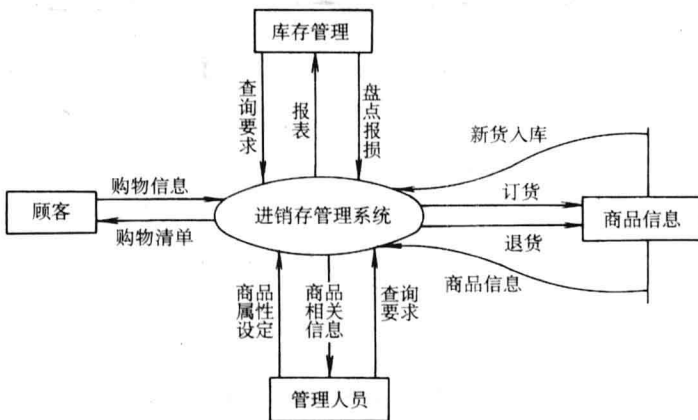 库存管理
查询要求
报表
盘点报损
新货入库
购物信息
订货
顾客
进销存管理系统
商品信息
购物清单
退货
商品
属性
设定
商品
相关
信息
查询
要求
商品信息
管理人员